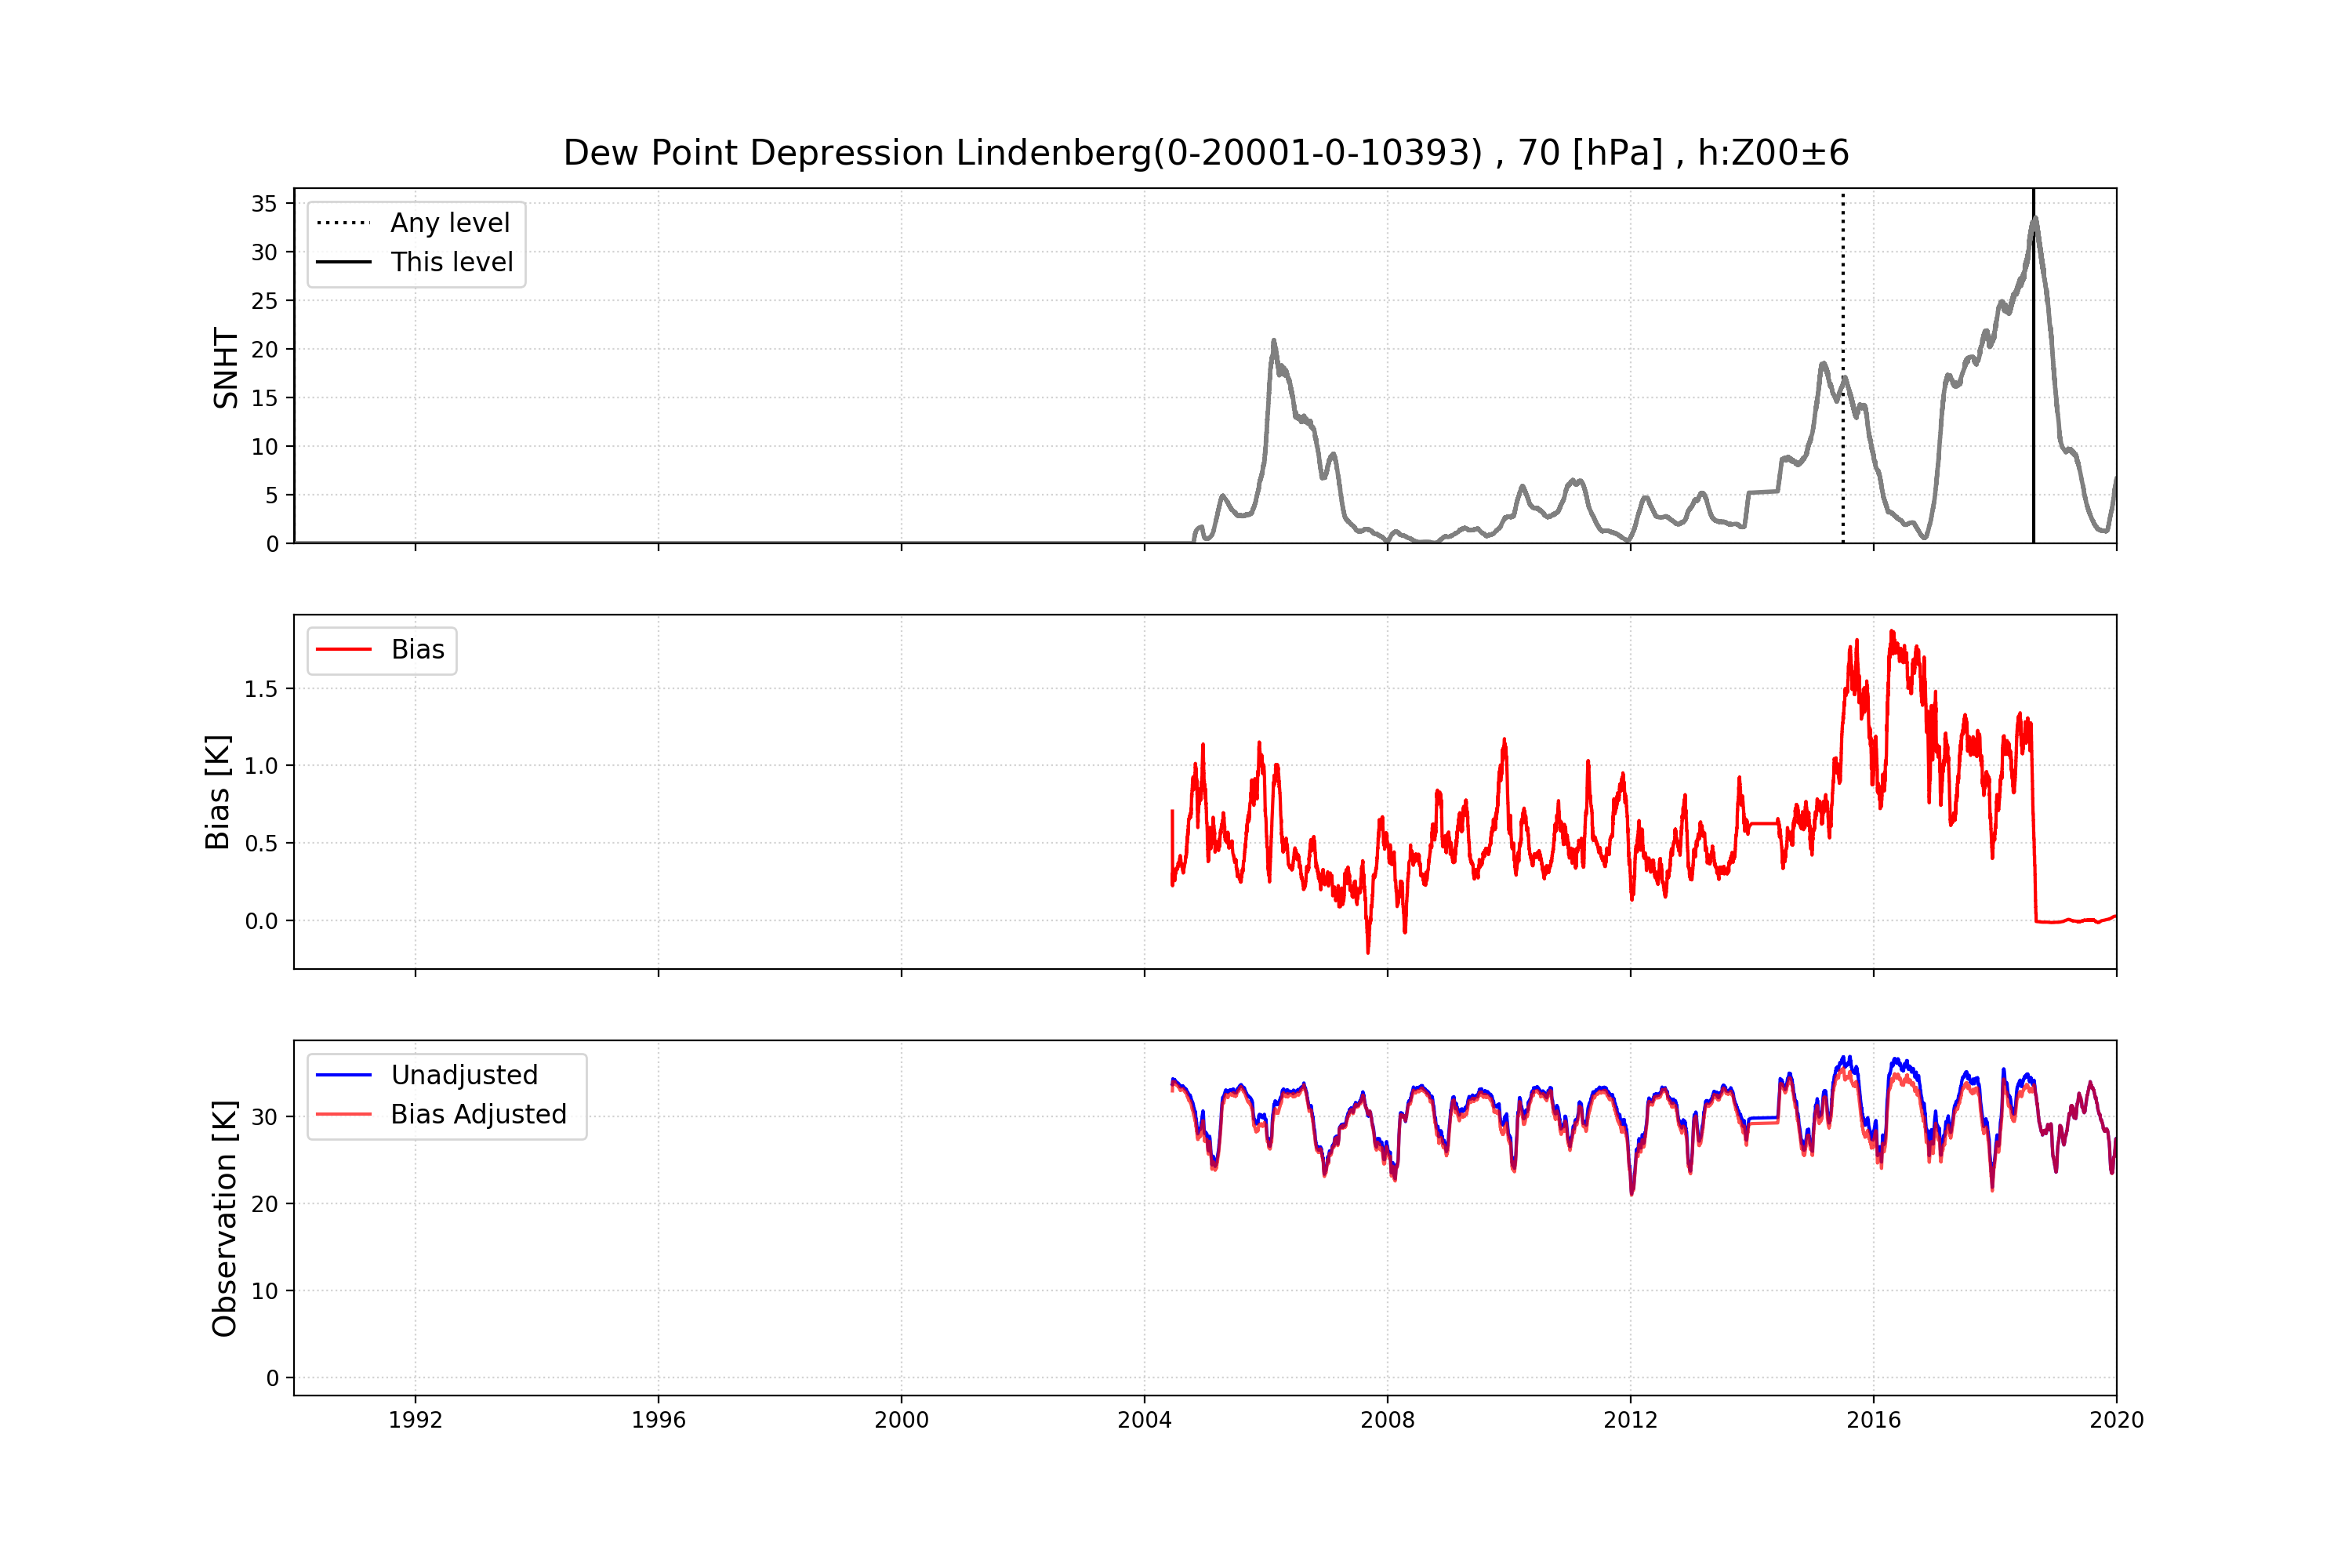 Dew Point Depression Lindenberg(0-20001-0-10393) , 70 [hPa] , h:Z00±6
SNHT
35
30
25
20
15
10
5
0
Any level
This level
Bias [K]
1.5
1.0
0.5
0.0
Bias
Observation [K]
30
20
10
0
Unadjusted
Bias Adjusted
1992 1996 2000 2004 2008 2012 2016 2020